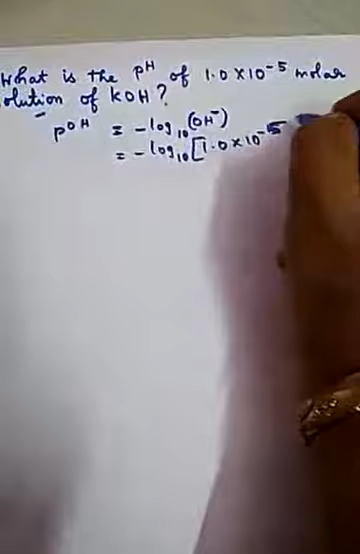 What is the pH of 1.0 × 10⁻⁵ molar
olution of KOH?
pOH = -log₁₀(OH⁻)
= -log₁₀[1.0 × 10⁻⁵